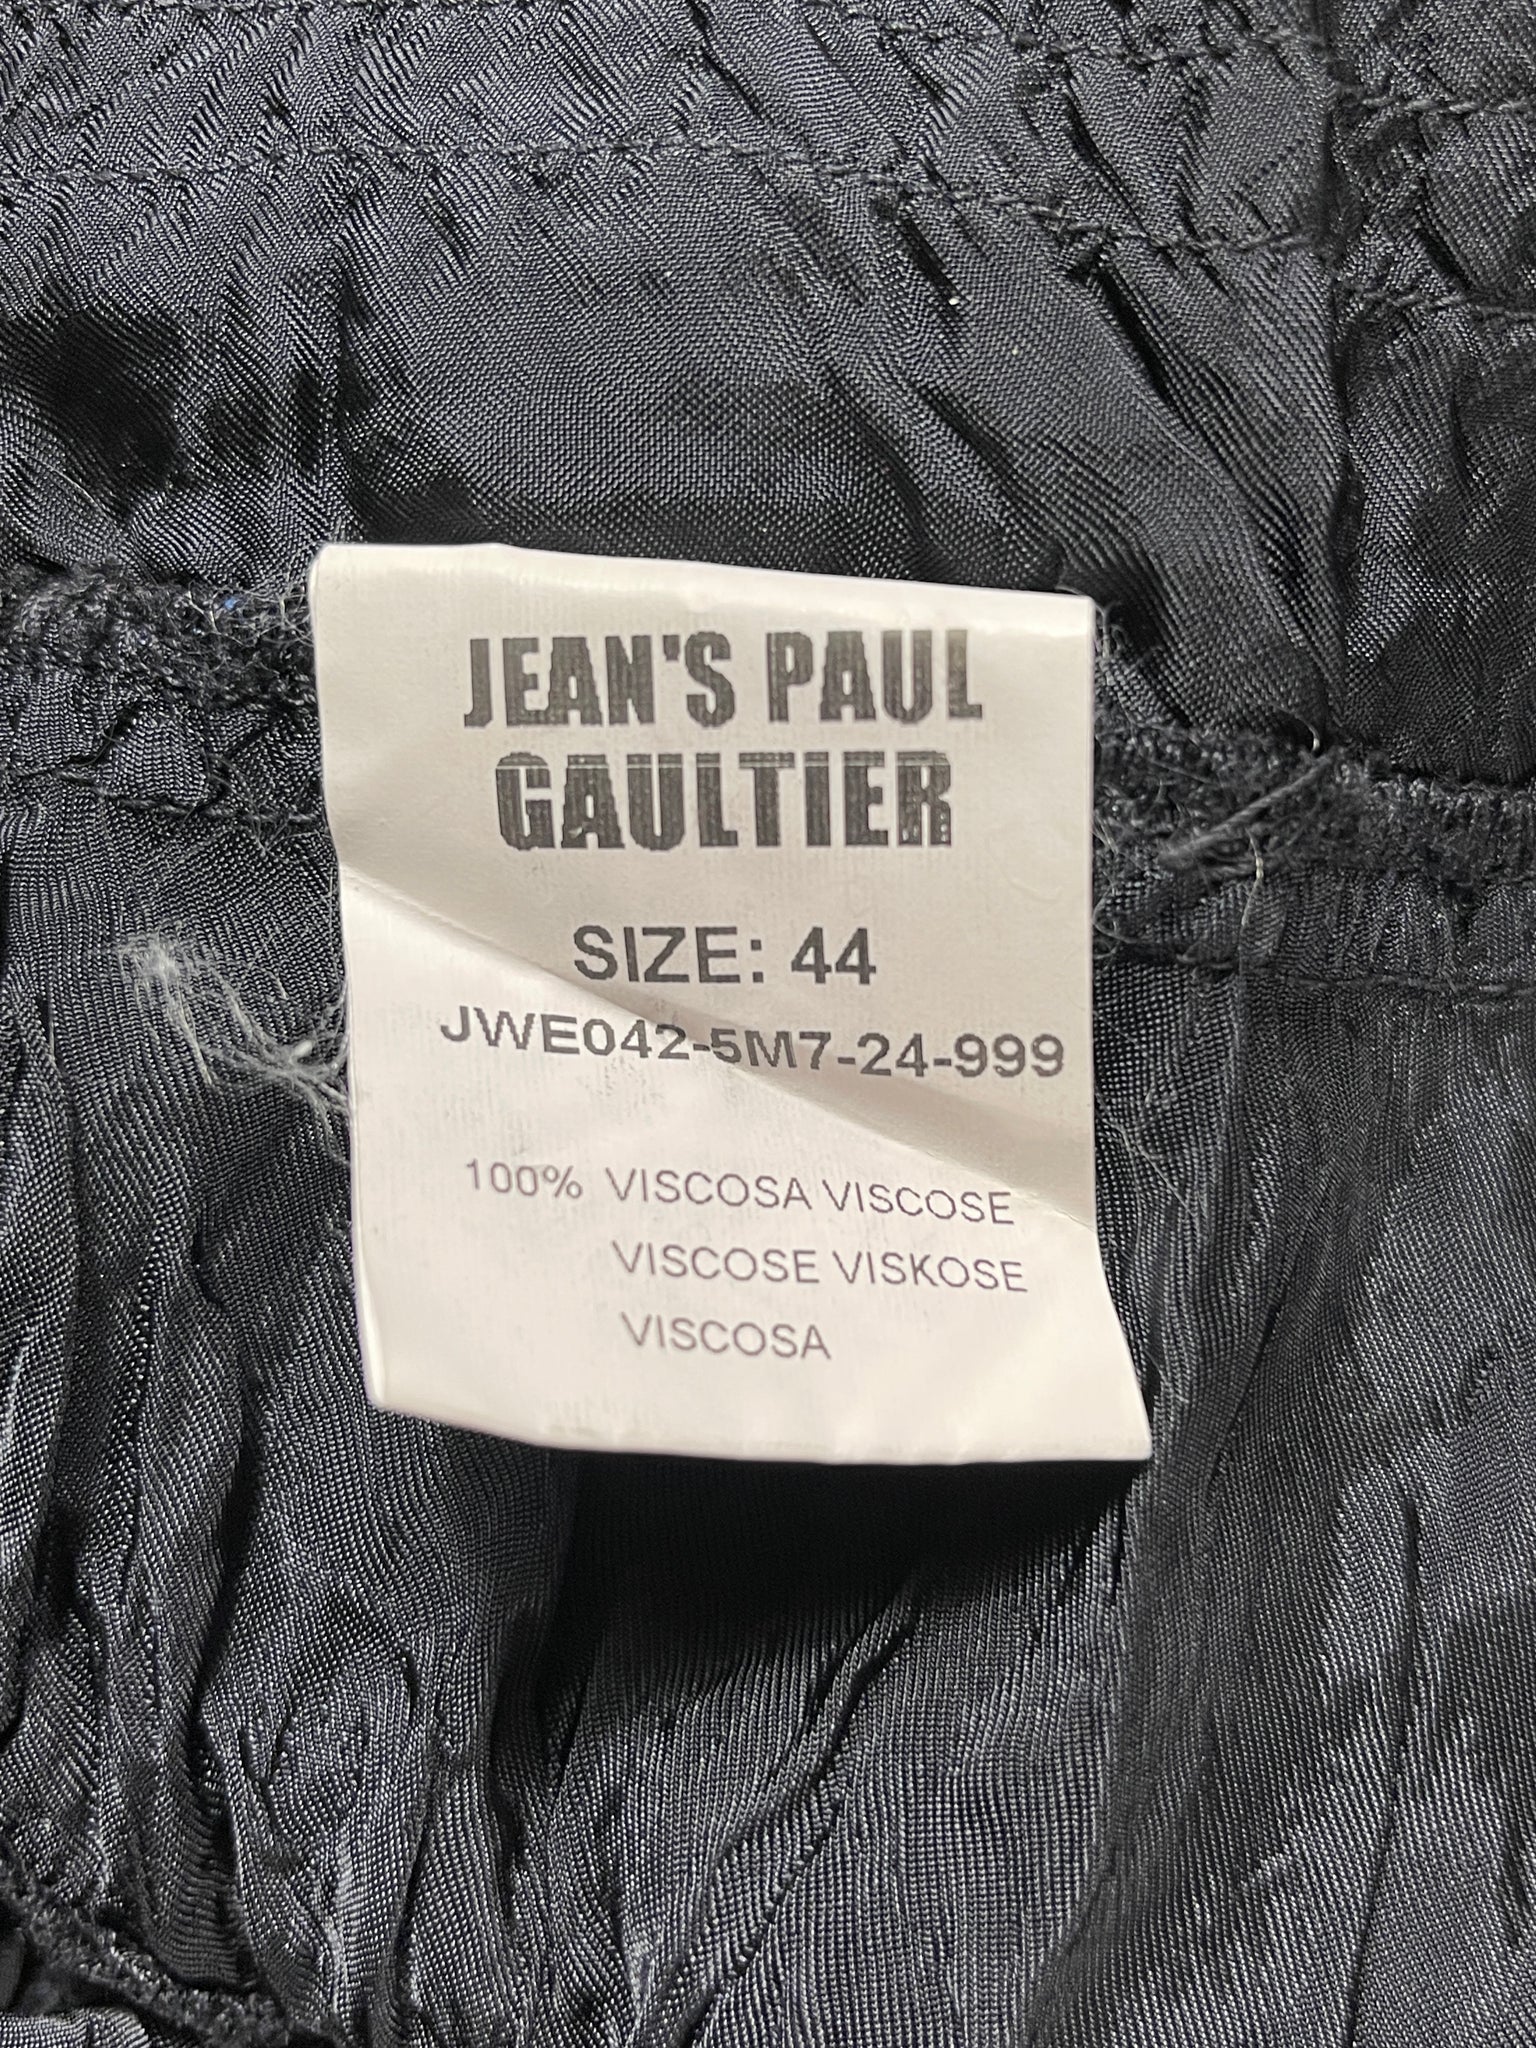 JEAN'S PAUL
GAULTIER
SIZE: 44
JWE042-5M7-24-999
100% VISCOSA VISCOSE
VISCOSE VISKOSE
VISCOSA